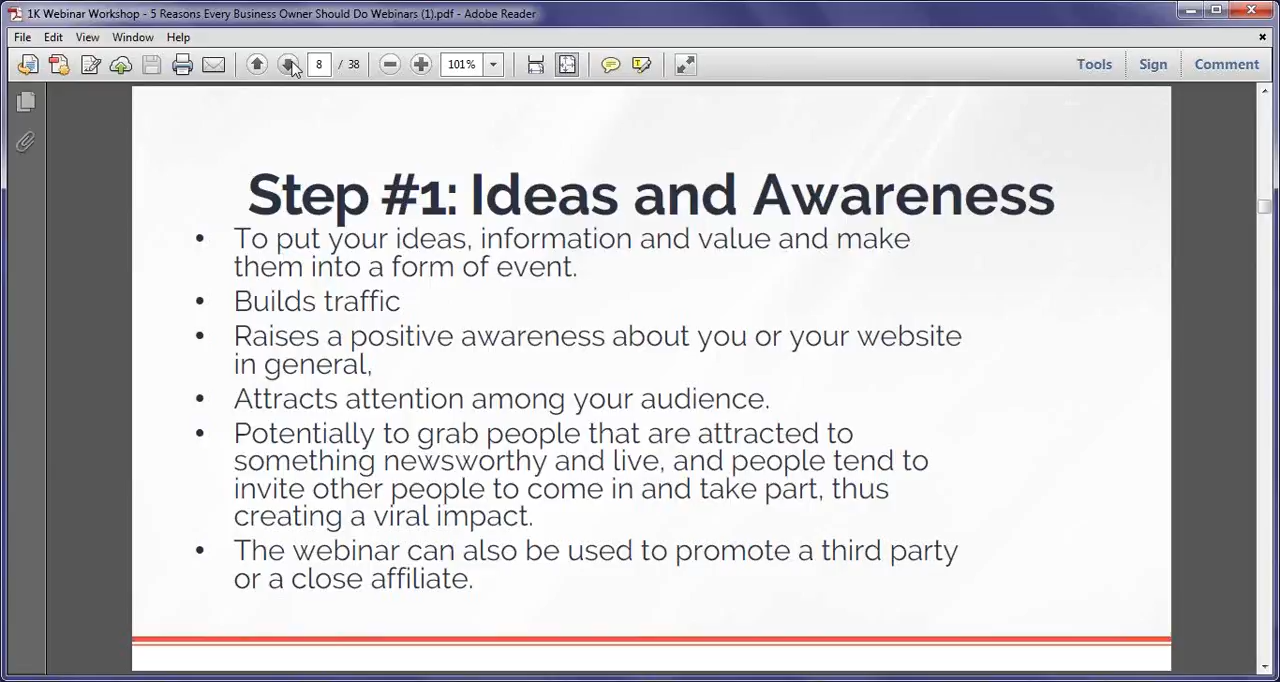 1K Webinar Workshop - 5 Reasons Every Business Owner Should Do Webinars (1).pdf - Adobe Reader
File Edit View Window Help
8 / 38 101% Tools Sign Comment
Step #1: Ideas and Awareness
• To put your ideas, information and value and make
them into a form of event.
• Builds traffic
• Raises a positive awareness about you or your website
in general,
• Attracts attention among your audience.
• Potentially to grab people that are attracted to
something newsworthy and live, and people tend to
invite other people to come in and take part, thus
creating a viral impact.
• The webinar can also be used to promote a third party
or a close affiliate.